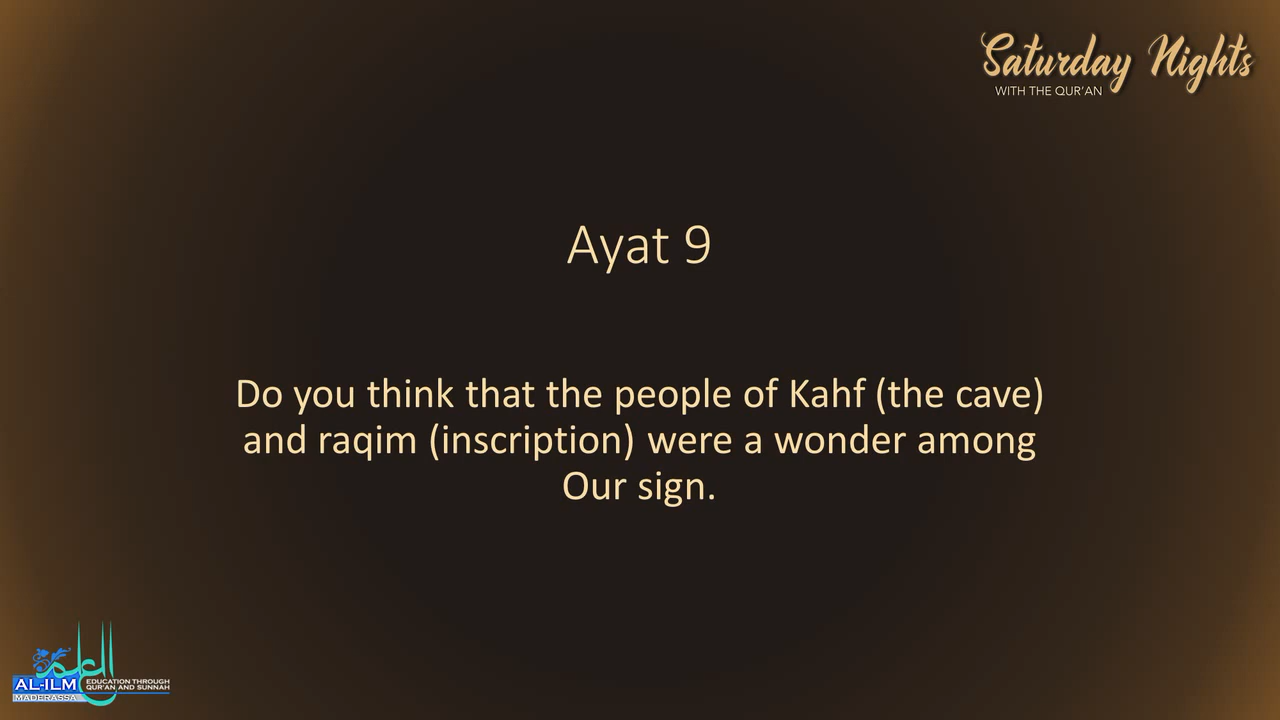 Saturday Nights
WITH THE QUR'AN
Ayat 9
Do you think that the people of Kahf (the cave)
and raqim (inscription) were a wonder among
Our sign.
العلم
AL-ILM
MADERASSA
EDUCATION THROUGH
QUR'AN AND SUNNAH